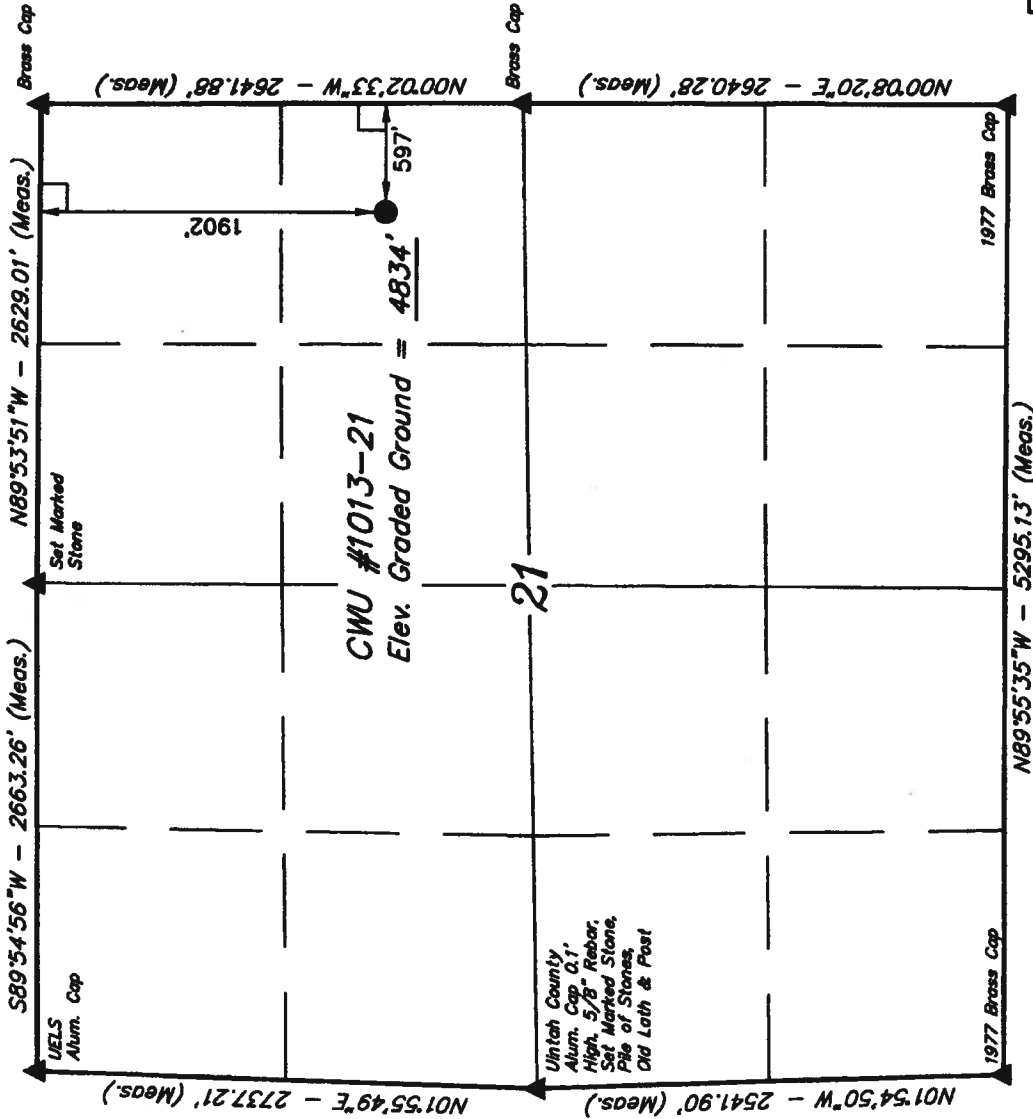 S89°54'56"W - 2663.26' (Meas.)
N89°53'51"W - 2629.01' (Meas.)
Brass Cap
UELS
Alum. Cap
Set Marked
Stone
N01°55'49"E - 2737.21' (Meas.)
N00°02'33"W - 2641.88' (Meas.)
1902'
597'
CWU #1013-21
Elev. Graded Ground = 4834'
Brass Cap
21
Uintah County
Alum. Cap 0.1'
High, 5/8" Rebar,
Set Marked Stone,
Pile of Stones,
Old Lath & Post
N01°54'50"W - 2541.90' (Meas.)
N00°08'20"E - 2640.28' (Meas.)
1977 Brass Cap
1977 Brass Cap
N89°55'35"W - 5295.13' (Meas.)